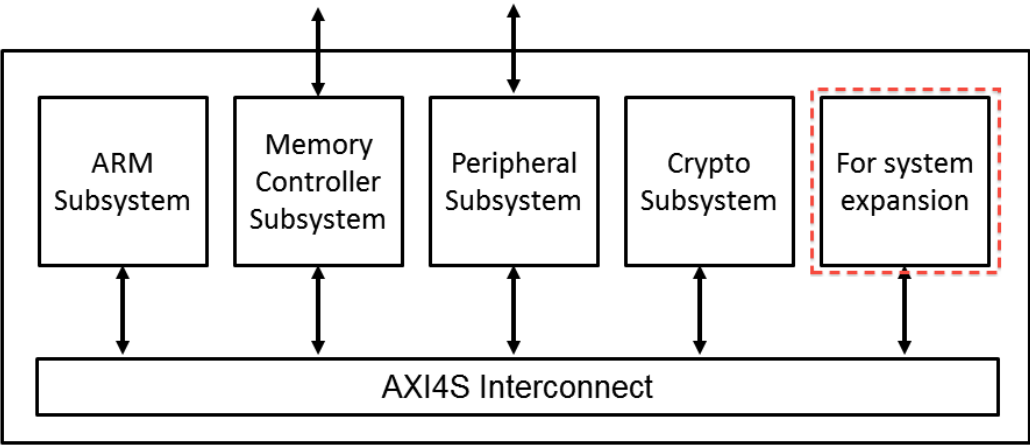 ARM
Subsystem
Memory
Controller
Subsystem
Peripheral
Subsystem
Crypto
Subsystem
For system
expansion
AXI4S Interconnect